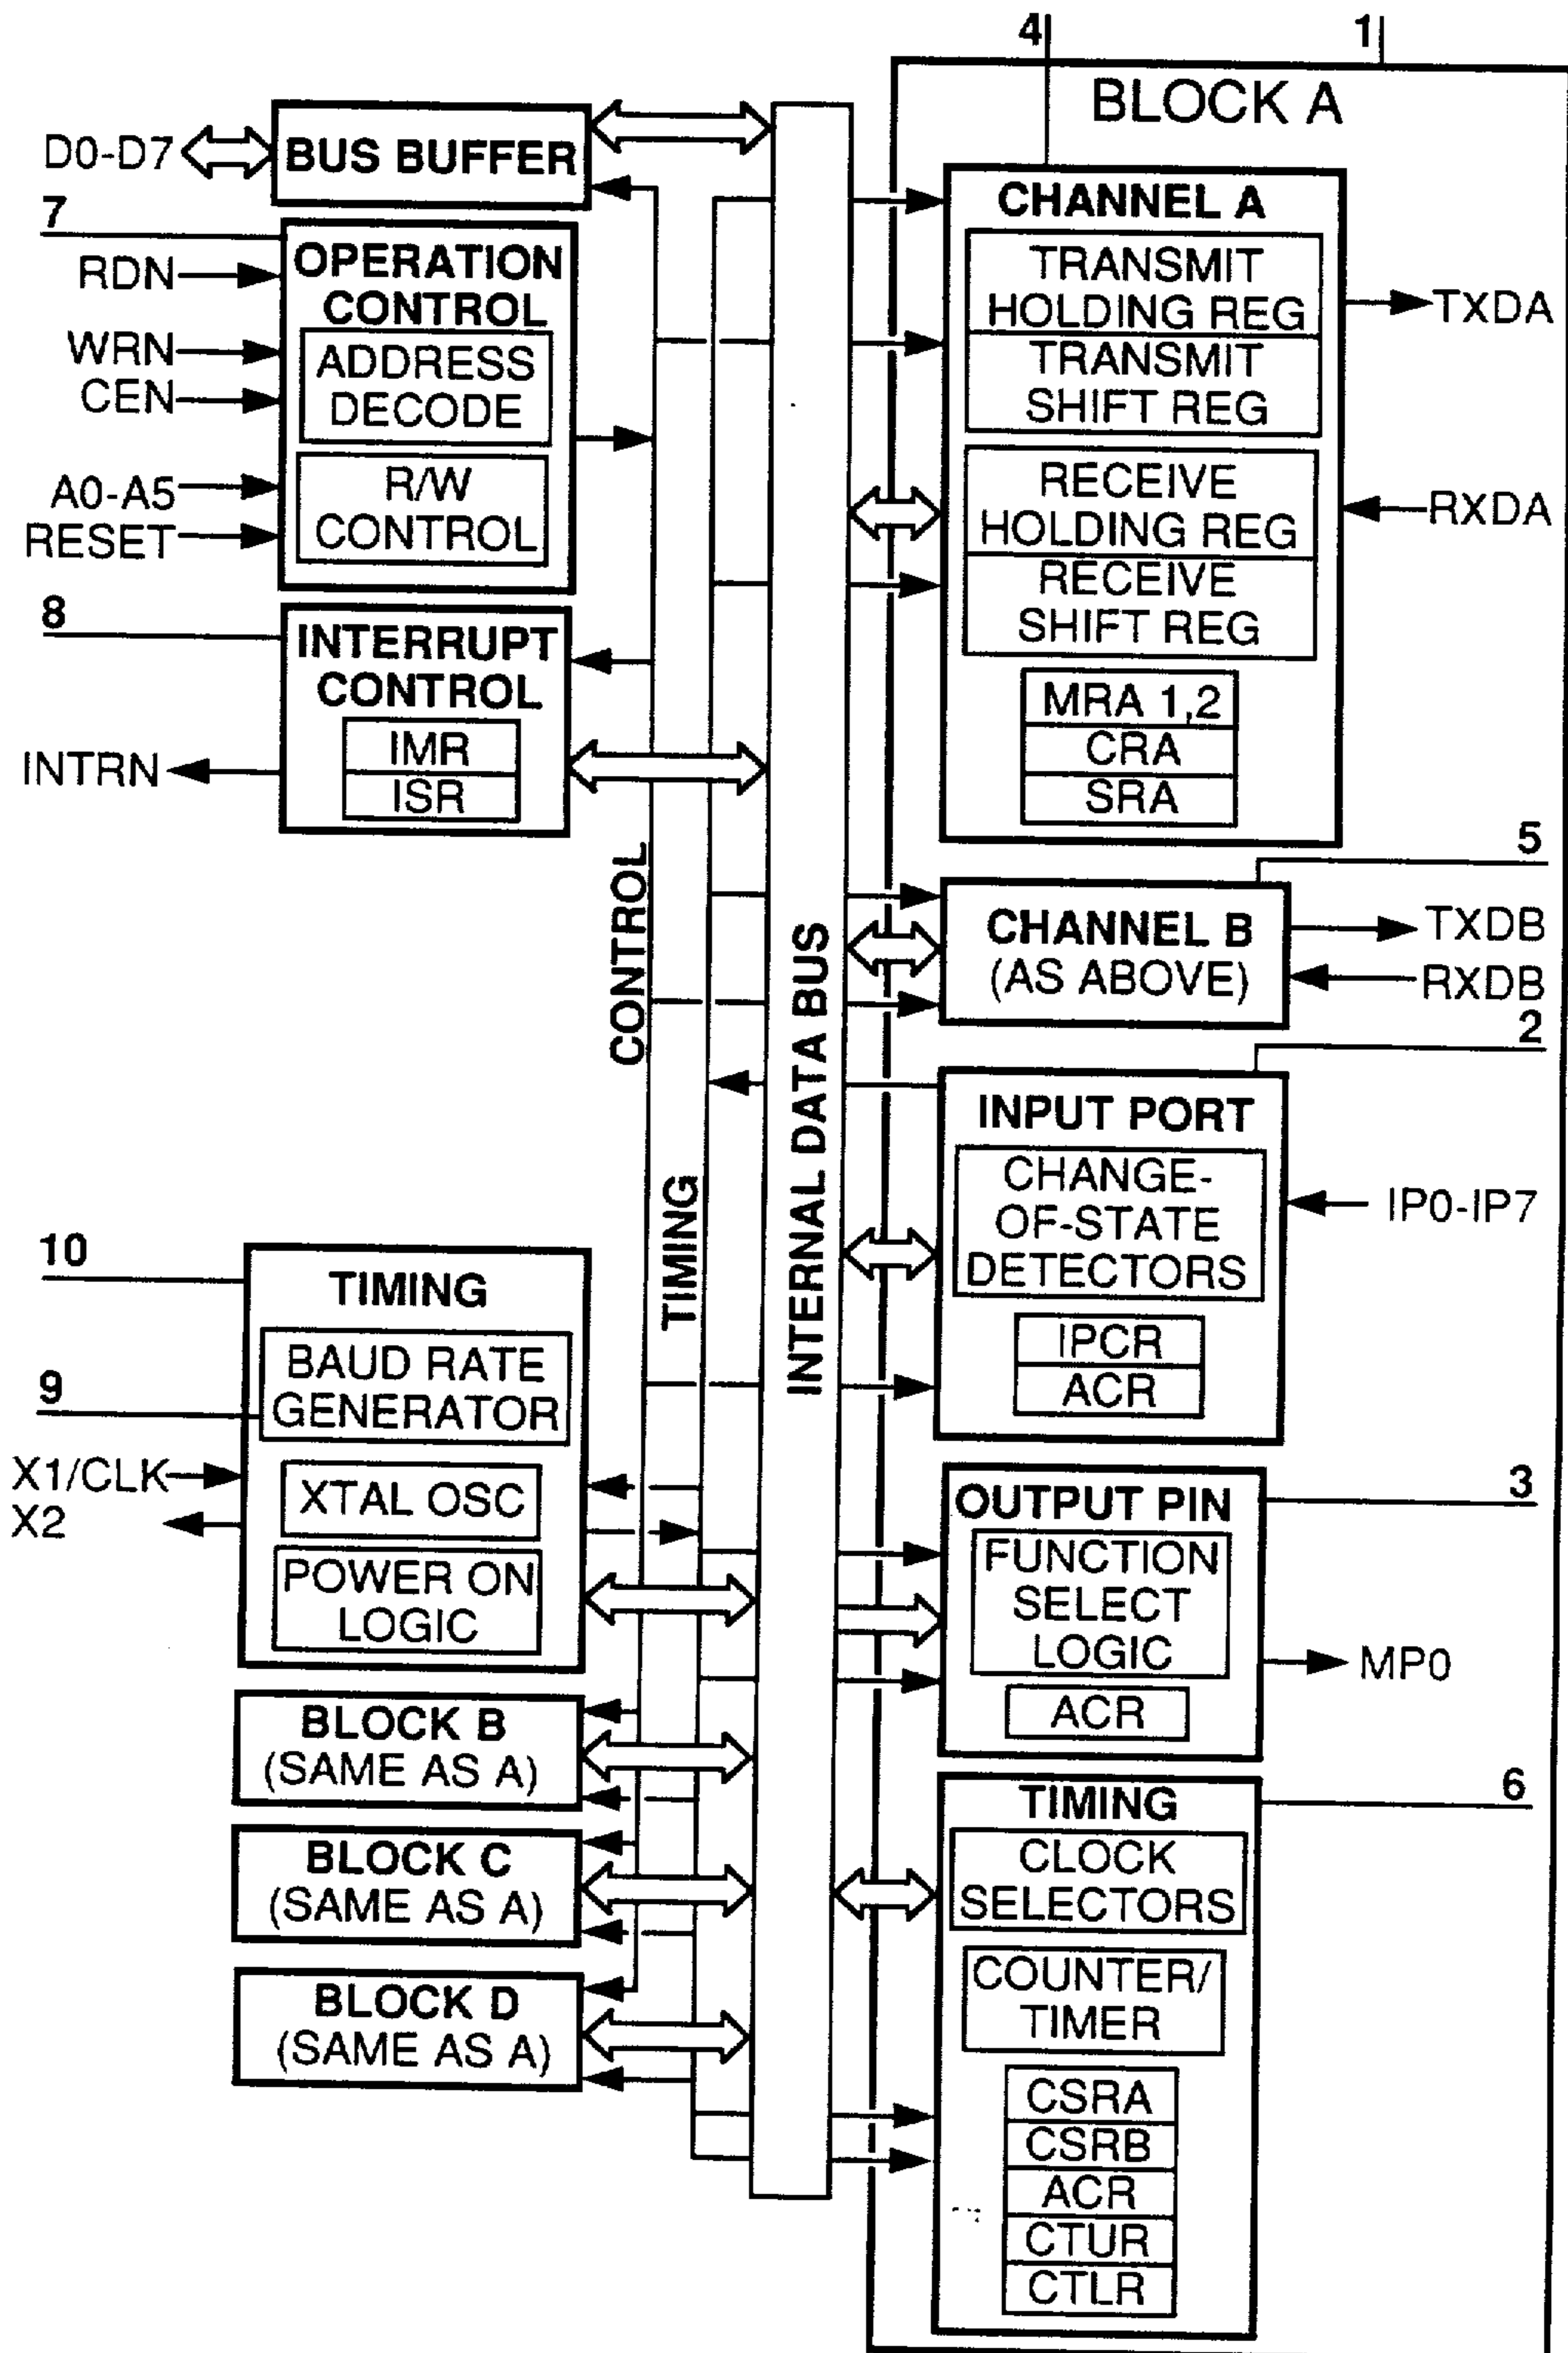 4
1
BLOCK A
D0-D7
BUS BUFFER
7
OPERATION
CONTROL
RDN
WRN
CEN
ADDRESS
DECODE
A0-A5
RESET
R/W
CONTROL
8
INTERRUPT
CONTROL
IMR
ISR
INTRN
CONTROL
TIMING
INTERNAL DATA BUS
CHANNEL A
TRANSMIT
HOLDING REG
TRANSMIT
SHIFT REG
TXDA
RECEIVE
HOLDING REG
RECEIVE
SHIFT REG
RXDA
MRA 1,2
CRA
SRA
5
CHANNEL B
(AS ABOVE)
TXDB
RXDB
2
INPUT PORT
CHANGE-
OF-STATE
DETECTORS
IP0-IP7
IPCR
ACR
10
TIMING
BAUD RATE
GENERATOR
9
X1/CLK
X2
XTAL OSC
POWER ON
LOGIC
3
OUTPUT PIN
FUNCTION
SELECT
LOGIC
MP0
ACR
BLOCK B
(SAME AS A)
BLOCK C
(SAME AS A)
BLOCK D
(SAME AS A)
6
TIMING
CLOCK
SELECTORS
COUNTER/
TIMER
CSRA
CSRB
ACR
CTUR
CTLR